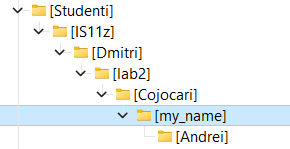 [Studenti]
[IS11z]
[Dmitri]
[lab2]
[Cojocari]
[my_name]
[Andrei]